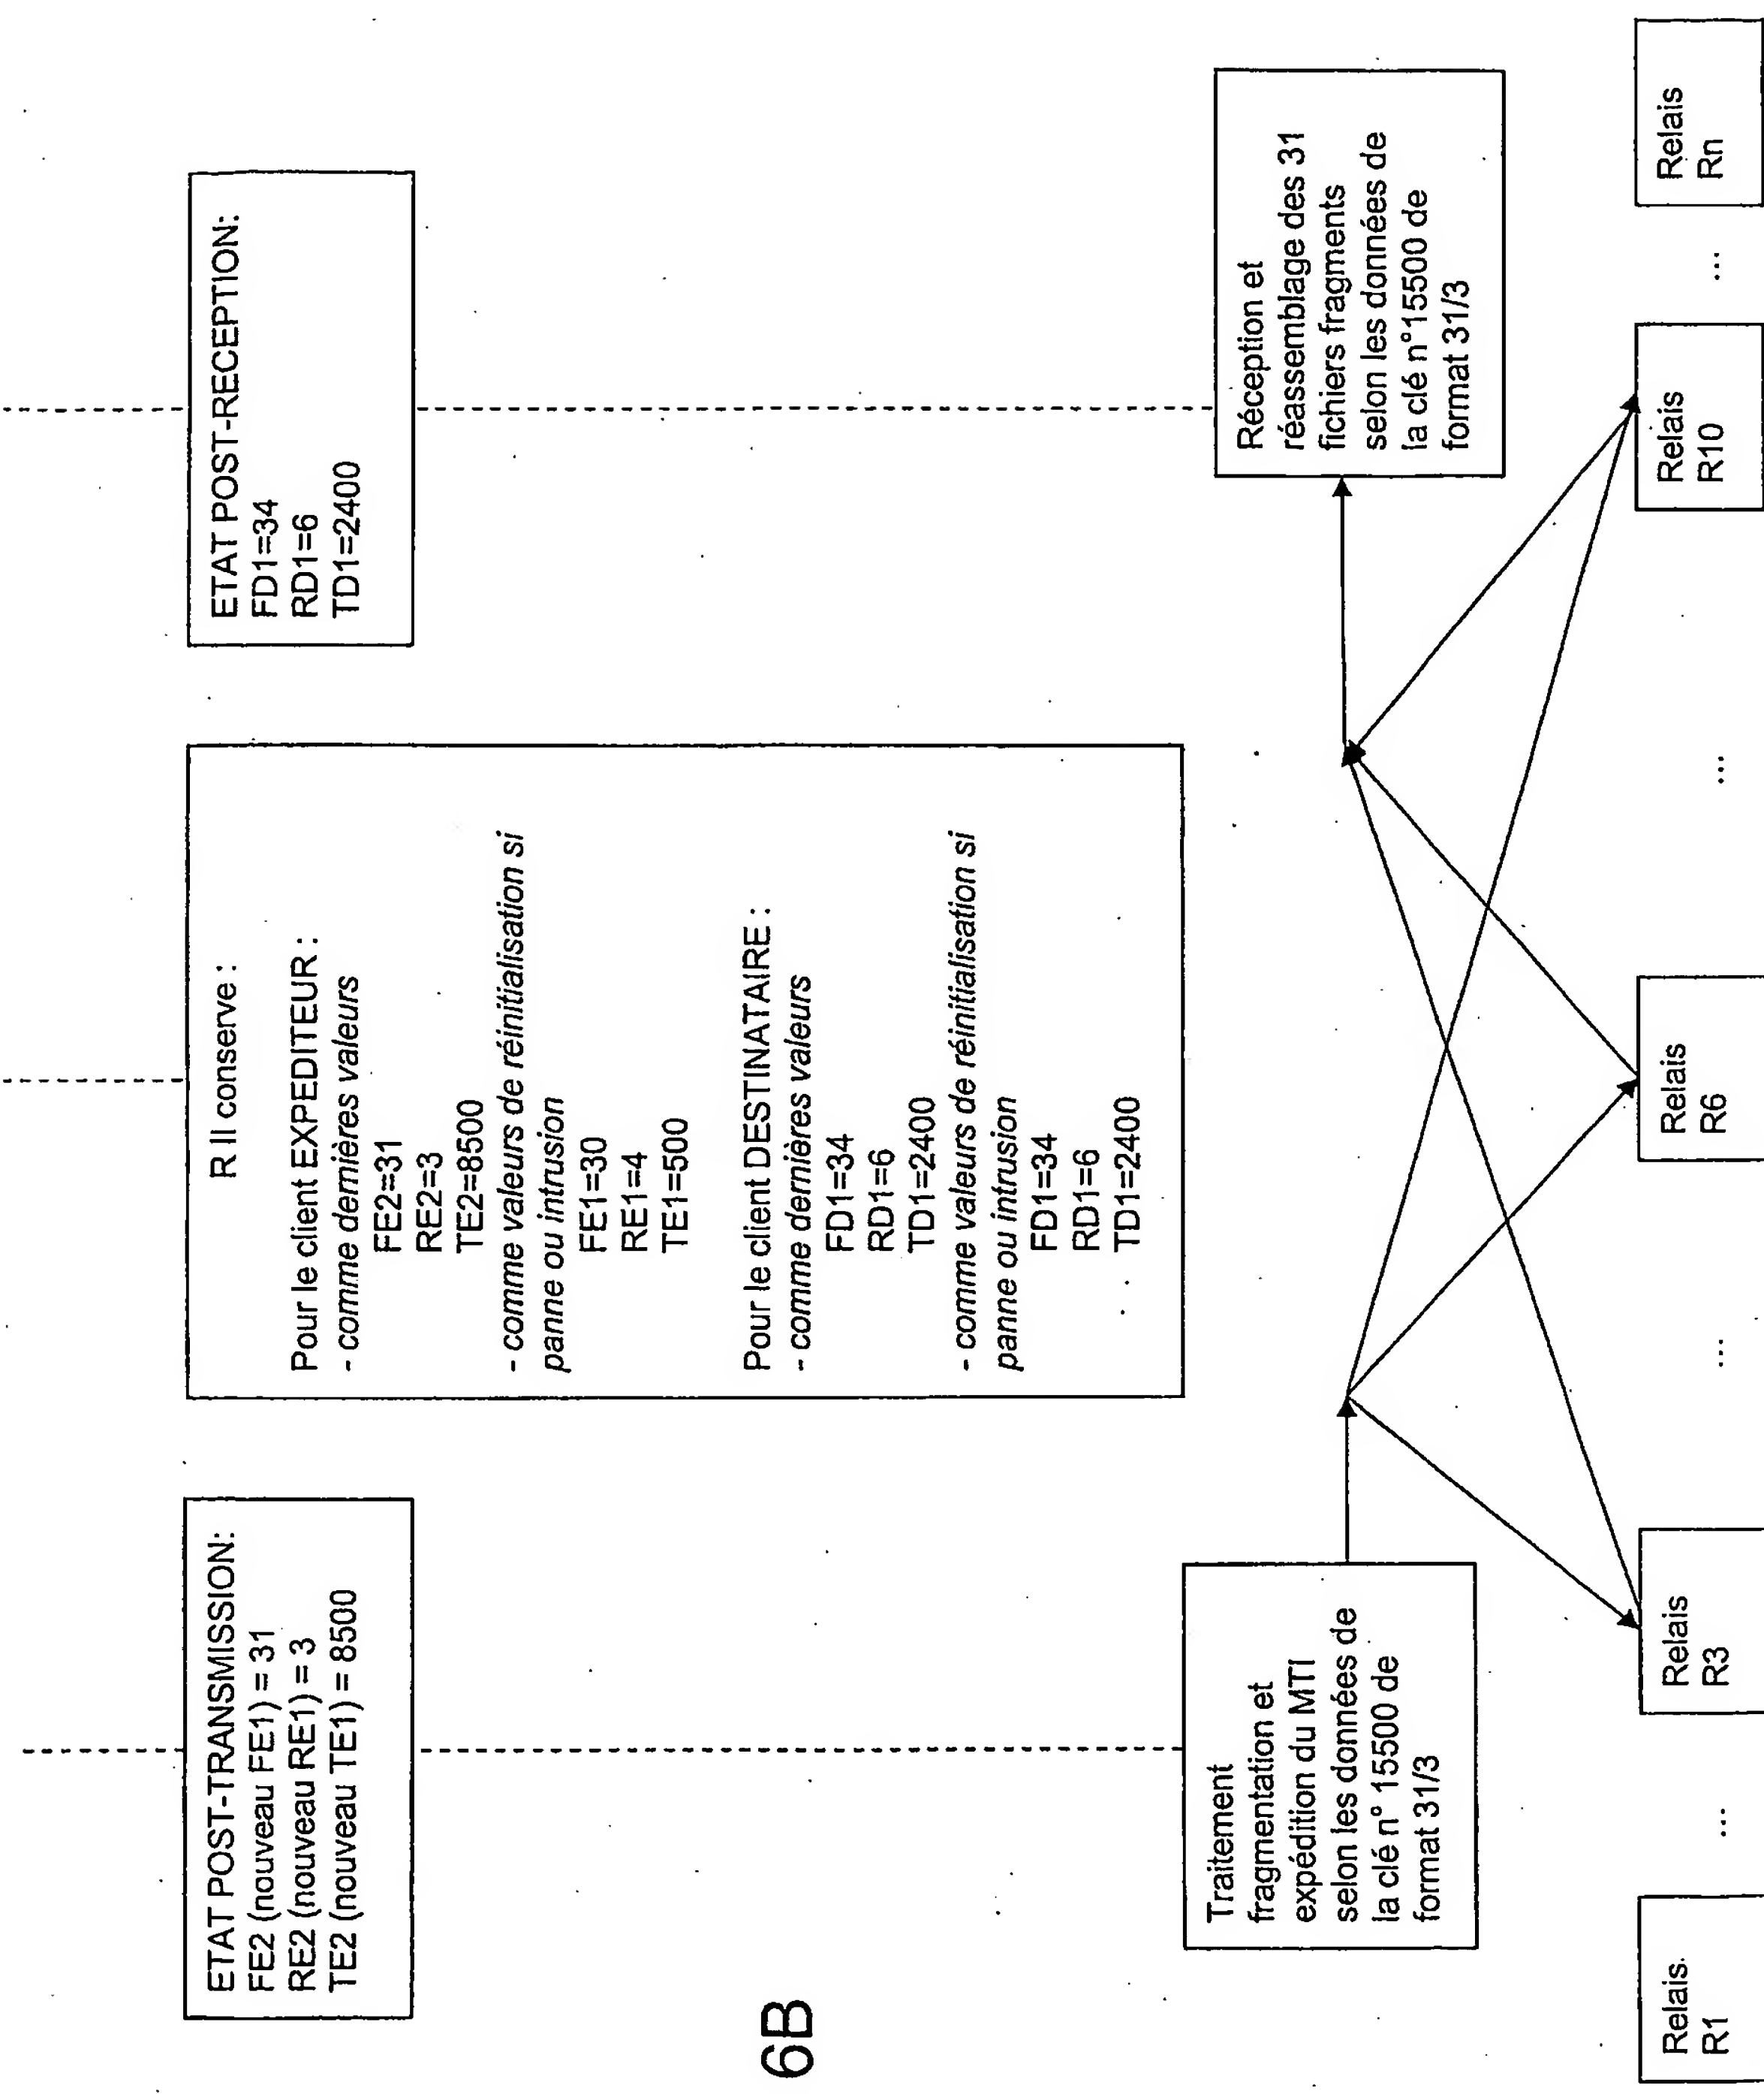 ETAT POST-TRANSMISSION:
FE2 (nouveau FE1) = 31
RE2 (nouveau RE1) = 3
TE2 (nouveau TE1) = 8500
R II conserve :
Pour le client EXPEDITEUR :
- comme dernières valeurs
FE2=31
RE2=3
TE2=8500
- comme valeurs de réinitialisation si
panne ou intrusion
FE1=30
RE1=4
TE1=500
Pour le client DESTINATAIRE :
- comme dernières valeurs
FD1=34
RD1=6
TD1=2400
- comme valeurs de réinitialisation si
panne ou intrusion
FD1=34
RD1=6
TD1=2400
ETAT POST-RECEPTION:
FD1=34
RD1=6
TD1=2400
6B
Traitement
fragmentation et
expédition du MTI
selon les données de
la clé n° 15500 de
format 31/3
Réception et
réassemblage des 31
fichiers fragments
selon les données de
la clé n°15500 de
format 31/3
Relais
R1
...
Relais
R3
...
Relais
R6
...
Relais
R10
...
Relais
Rn